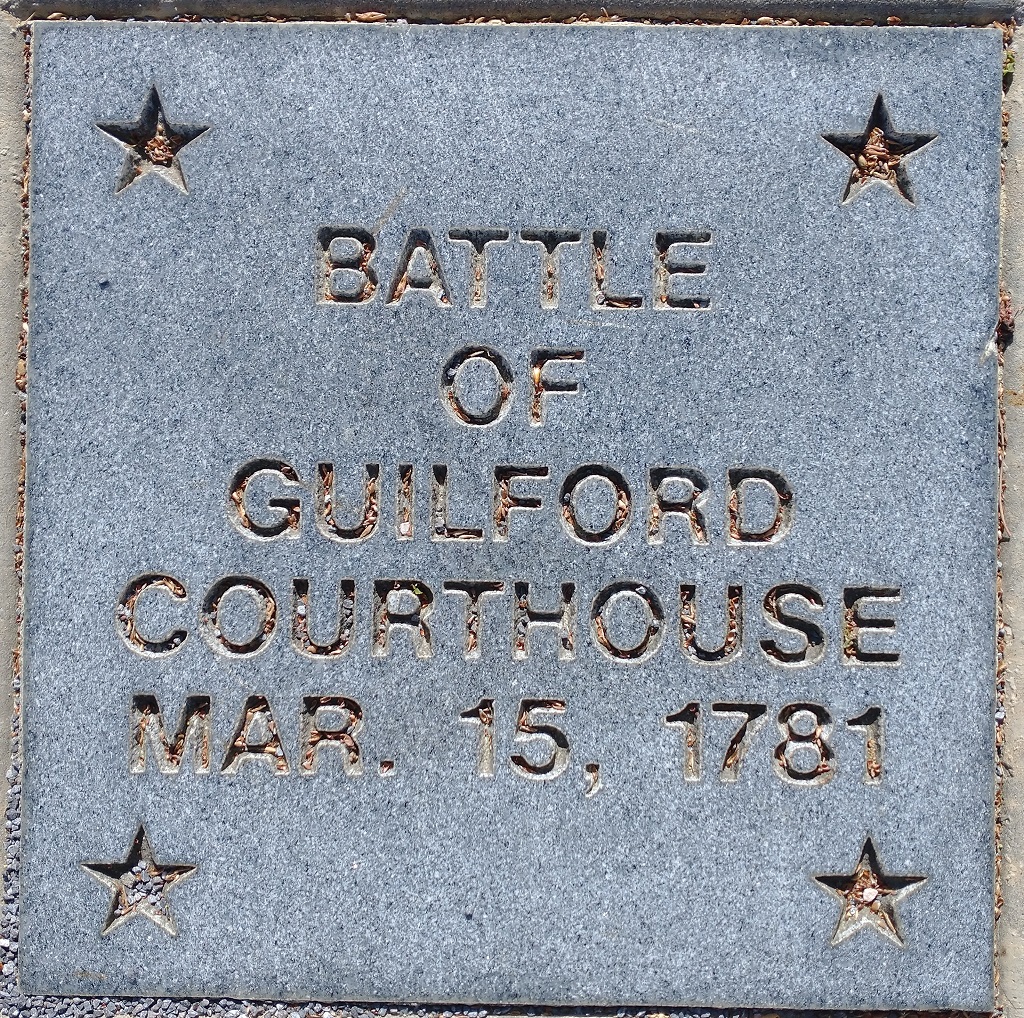 BATTLE
OF
GUILFORD
COURTHOUSE
MAR. 15, 1781